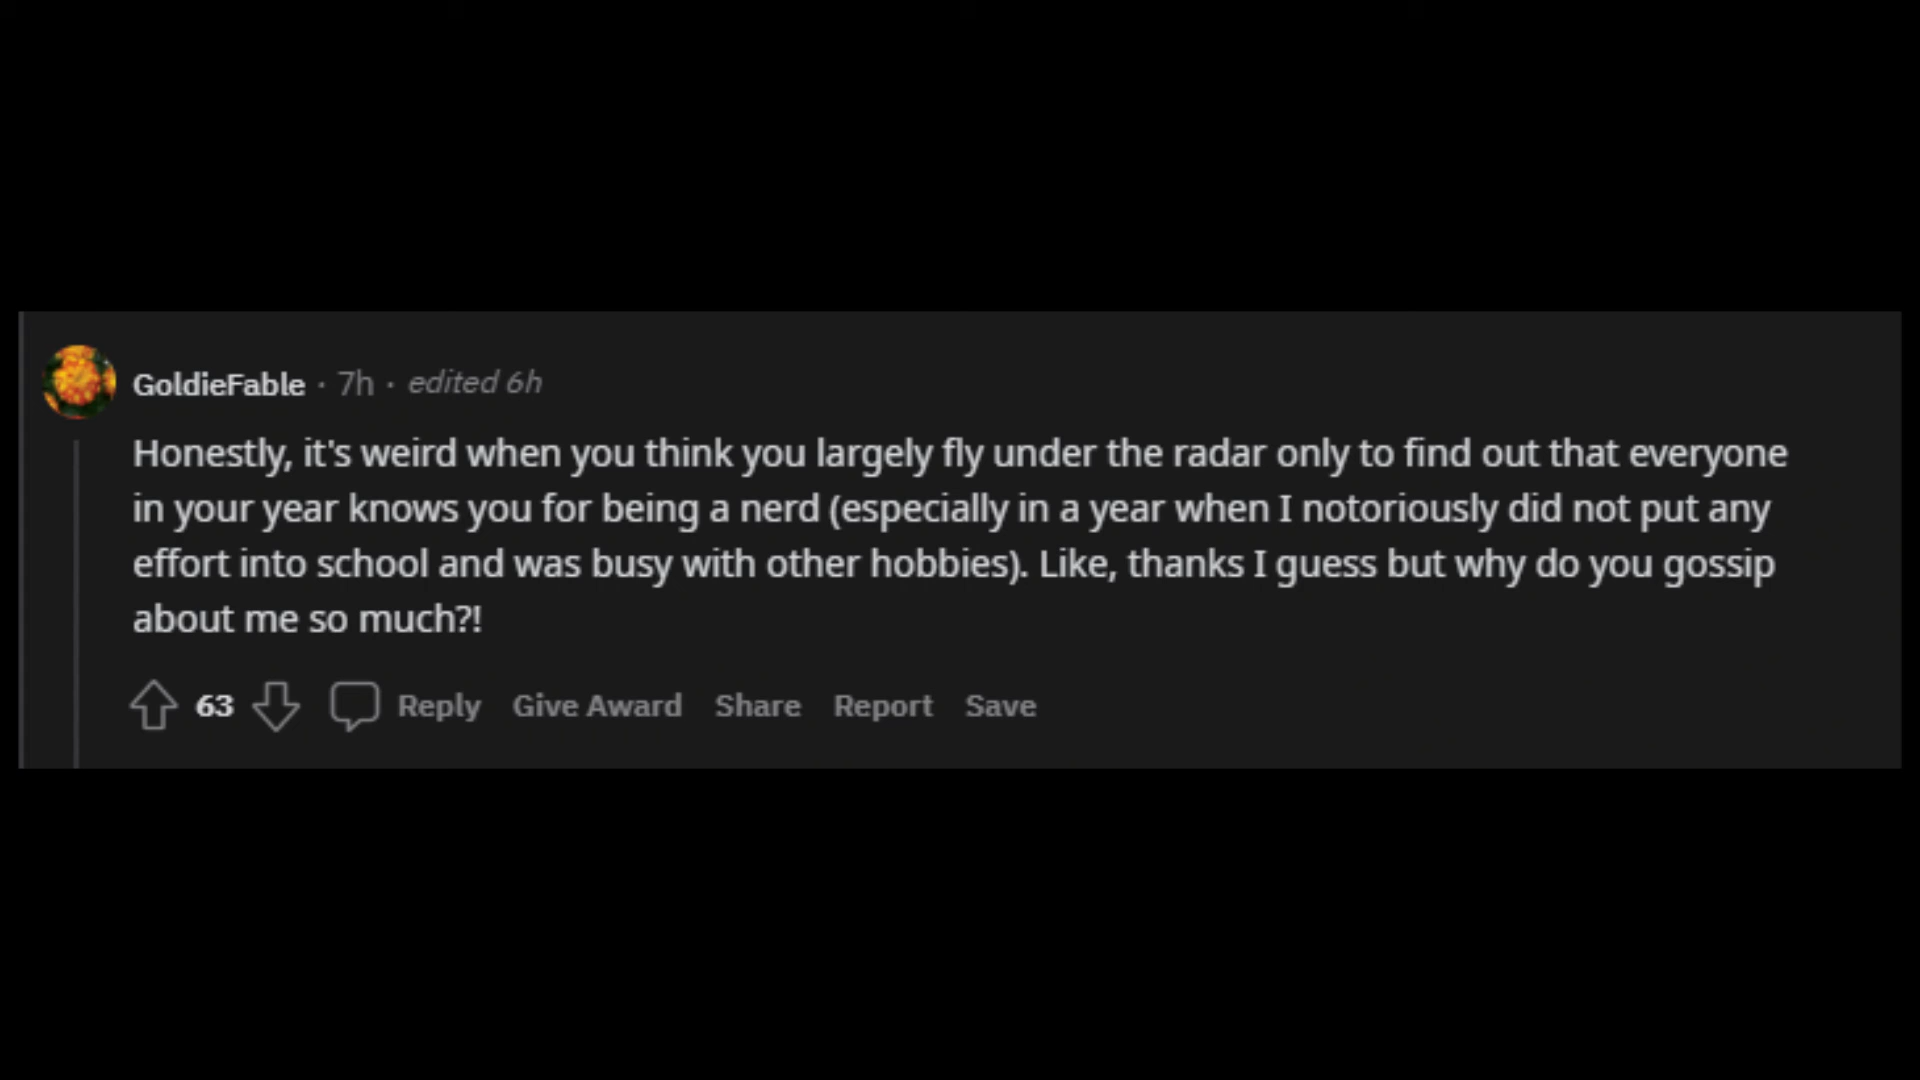 GoldieFable · 7h · edited 6h
Honestly, it's weird when you think you largely fly under the radar only to find out that everyone
in your year knows you for being a nerd (especially in a year when I notoriously did not put any
effort into school and was busy with other hobbies). Like, thanks I guess but why do you gossip
about me so much?!
63 Reply Give Award Share Report Save